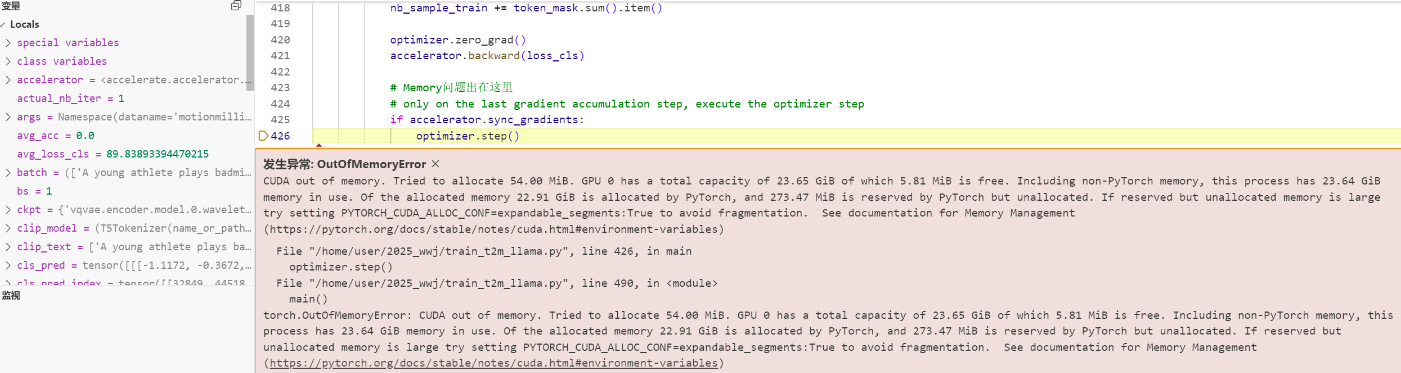 变量
Locals
special variables
class variables
accelerator = <accelerate.accelerator...
actual_nb_iter = 1
args = Namespace(dataname='motionmilli...
avg_acc = 0.0
avg_loss_cls = 89.83893394470215
batch = (['A young athlete plays badmi...
bs = 1
ckpt = {'vqvae.encoder.model.0.wavelet...
clip_model = (T5Tokenizer(name_or_path...
clip_text = ['A young athlete plays ba...
cls_pred = tensor([[[-1.1172, -0.3672,...
cls_pred_index = tensor([[32849, 44518
监视
418 nb_sample_train += token_mask.sum().item()
419
420 optimizer.zero_grad()
421 accelerator.backward(loss_cls)
422
423 # Memory问题出在这里
424 # only on the last gradient accumulation step, execute the optimizer step
425 if accelerator.sync_gradients:
426 optimizer.step()
发生异常: OutOfMemoryError ×
CUDA out of memory. Tried to allocate 54.00 MiB. GPU 0 has a total capacity of 23.65 GiB of which 5.81 MiB is free. Including non-PyTorch memory, this process has 23.64 GiB
memory in use. Of the allocated memory 22.91 GiB is allocated by PyTorch, and 273.47 MiB is reserved by PyTorch but unallocated. If reserved but unallocated memory is large
try setting PYTORCH_CUDA_ALLOC_CONF=expandable_segments:True to avoid fragmentation.  See documentation for Memory Management
(https://pytorch.org/docs/stable/notes/cuda.html#environment-variables)
File "/home/user/2025_wwj/train_t2m_llama.py", line 426, in main
optimizer.step()
File "/home/user/2025_wwj/train_t2m_llama.py", line 490, in <module>
main()
torch.OutOfMemoryError: CUDA out of memory. Tried to allocate 54.00 MiB. GPU 0 has a total capacity of 23.65 GiB of which 5.81 MiB is free. Including non-PyTorch memory, this
process has 23.64 GiB memory in use. Of the allocated memory 22.91 GiB is allocated by PyTorch, and 273.47 MiB is reserved by PyTorch but unallocated. If reserved but
unallocated memory is large try setting PYTORCH_CUDA_ALLOC_CONF=expandable_segments:True to avoid fragmentation.  See documentation for Memory Management
(https://pytorch.org/docs/stable/notes/cuda.html#environment-variables)